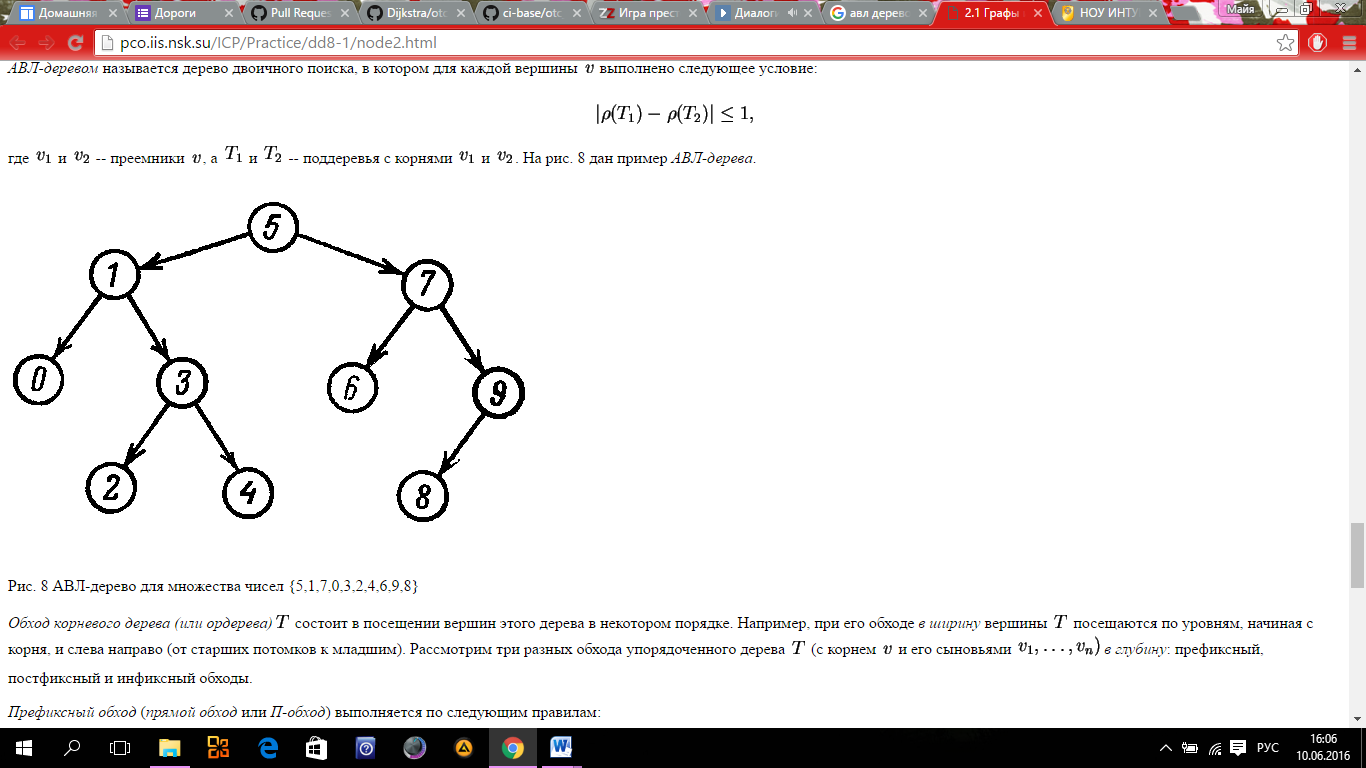 Домашняя Дороги Pull Reques Dijkstra/oto ci-base/oto Игра прест Диалоги авл дерево 2.1 Графы НОУ ИНТУ Майя
pco.iis.nsk.su/ICP/Practice/dd8-1/node2.html
АВЛ-деревом называется дерево двоичного поиска, в котором для каждой вершины v выполнено следующее условие:
|ρ(T₁) − ρ(T₂)| ≤ 1,
где v₁ и v₂ -- преемники v, а T₁ и T₂ -- поддеревья с корнями v₁ и v₂. На рис. 8 дан пример АВЛ-дерева.
5
1 7
0 3 6 9
2 4 8
Рис. 8 АВЛ-дерево для множества чисел {5,1,7,0,3,2,4,6,9,8}
Обход корневого дерева (или ордерева) T состоит в посещении вершин этого дерева в некотором порядке. Например, при его обходе в ширину вершины T посещаются по уровням, начиная с
корня, и слева направо (от старших потомков к младшим). Рассмотрим три разных обхода упорядоченного дерева T (с корнем v и его сыновьями v₁, . . . , vₙ) в глубину: префиксный,
постфиксный и инфиксный обходы.
Префиксный обход (прямой обход или П-обход) выполняется по следующим правилам:
РУС
16:06
10.06.2016